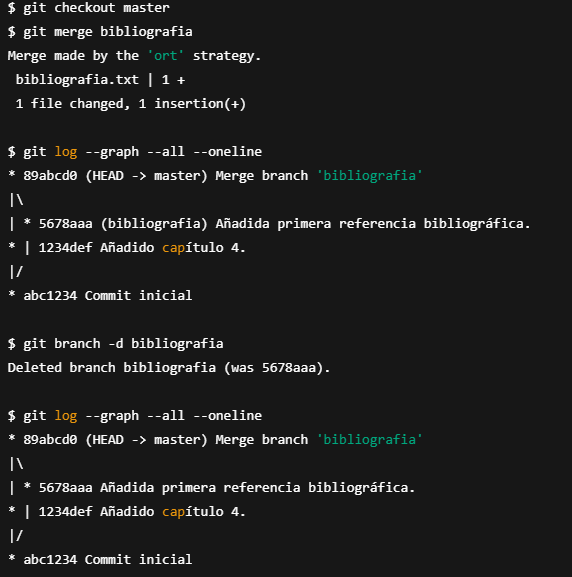 $ git checkout master
$ git merge bibliografia
Merge made by the 'ort' strategy.
 bibliografia.txt | 1 +
 1 file changed, 1 insertion(+)

$ git log --graph --all --oneline
* 89abcd0 (HEAD -> master) Merge branch 'bibliografia'
|\
| * 5678aaa (bibliografia) Añadida primera referencia bibliográfica.
* | 1234def Añadido capítulo 4.
|/
* abc1234 Commit inicial

$ git branch -d bibliografia
Deleted branch bibliografia (was 5678aaa).

$ git log --graph --all --oneline
* 89abcd0 (HEAD -> master) Merge branch 'bibliografia'
|\
| * 5678aaa Añadida primera referencia bibliográfica.
* | 1234def Añadido capítulo 4.
|/
* abc1234 Commit inicial